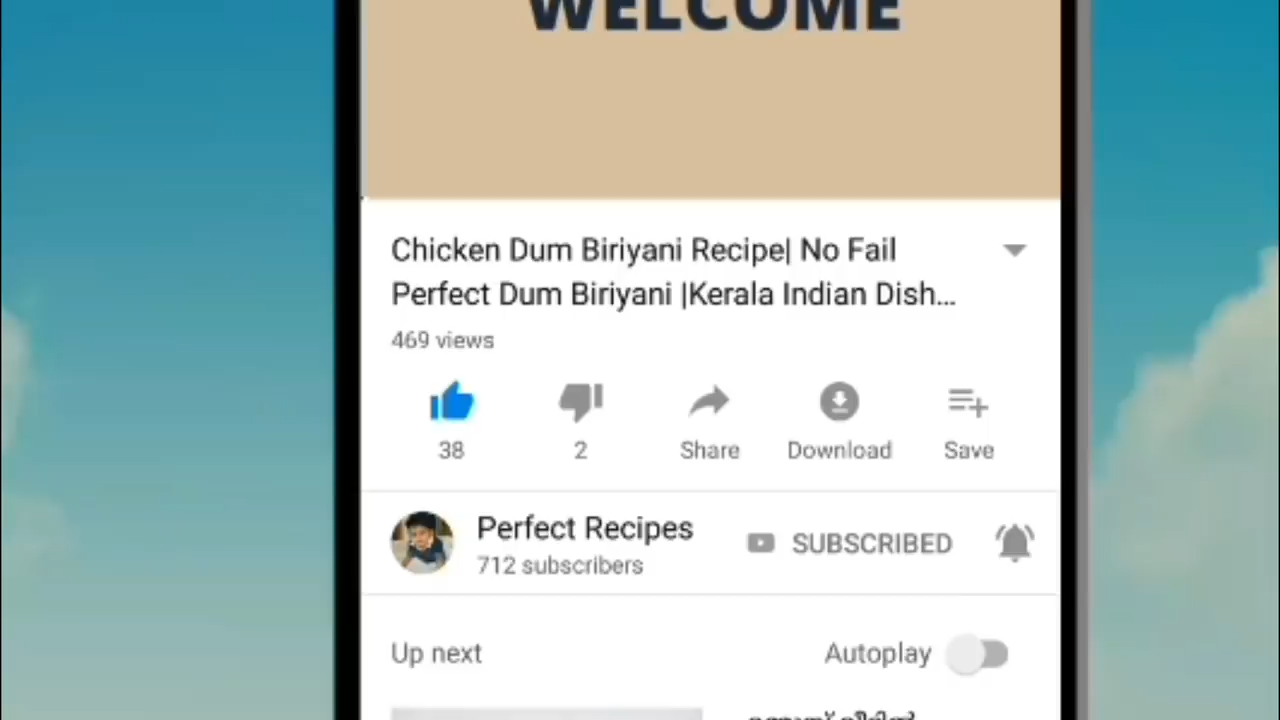 WELCOME
Chicken Dum Biriyani Recipe| No Fail
Perfect Dum Biriyani |Kerala Indian Dish...
469 views
38
2
Share
Download
Save
Perfect Recipes
712 subscribers
SUBSCRIBED
Up next
Autoplay